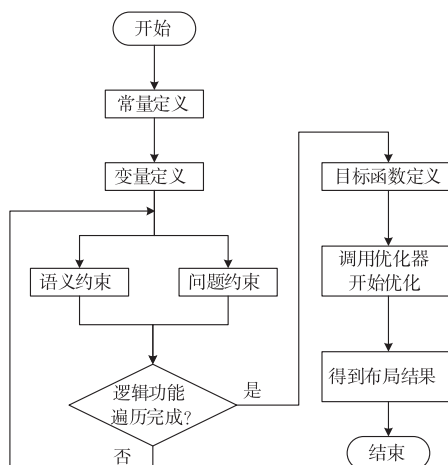 开始
常量定义
变量定义
语义约束
问题约束
逻辑功能
遍历完成?
是
否
目标函数定义
调用优化器
开始优化
得到布局结果
结束